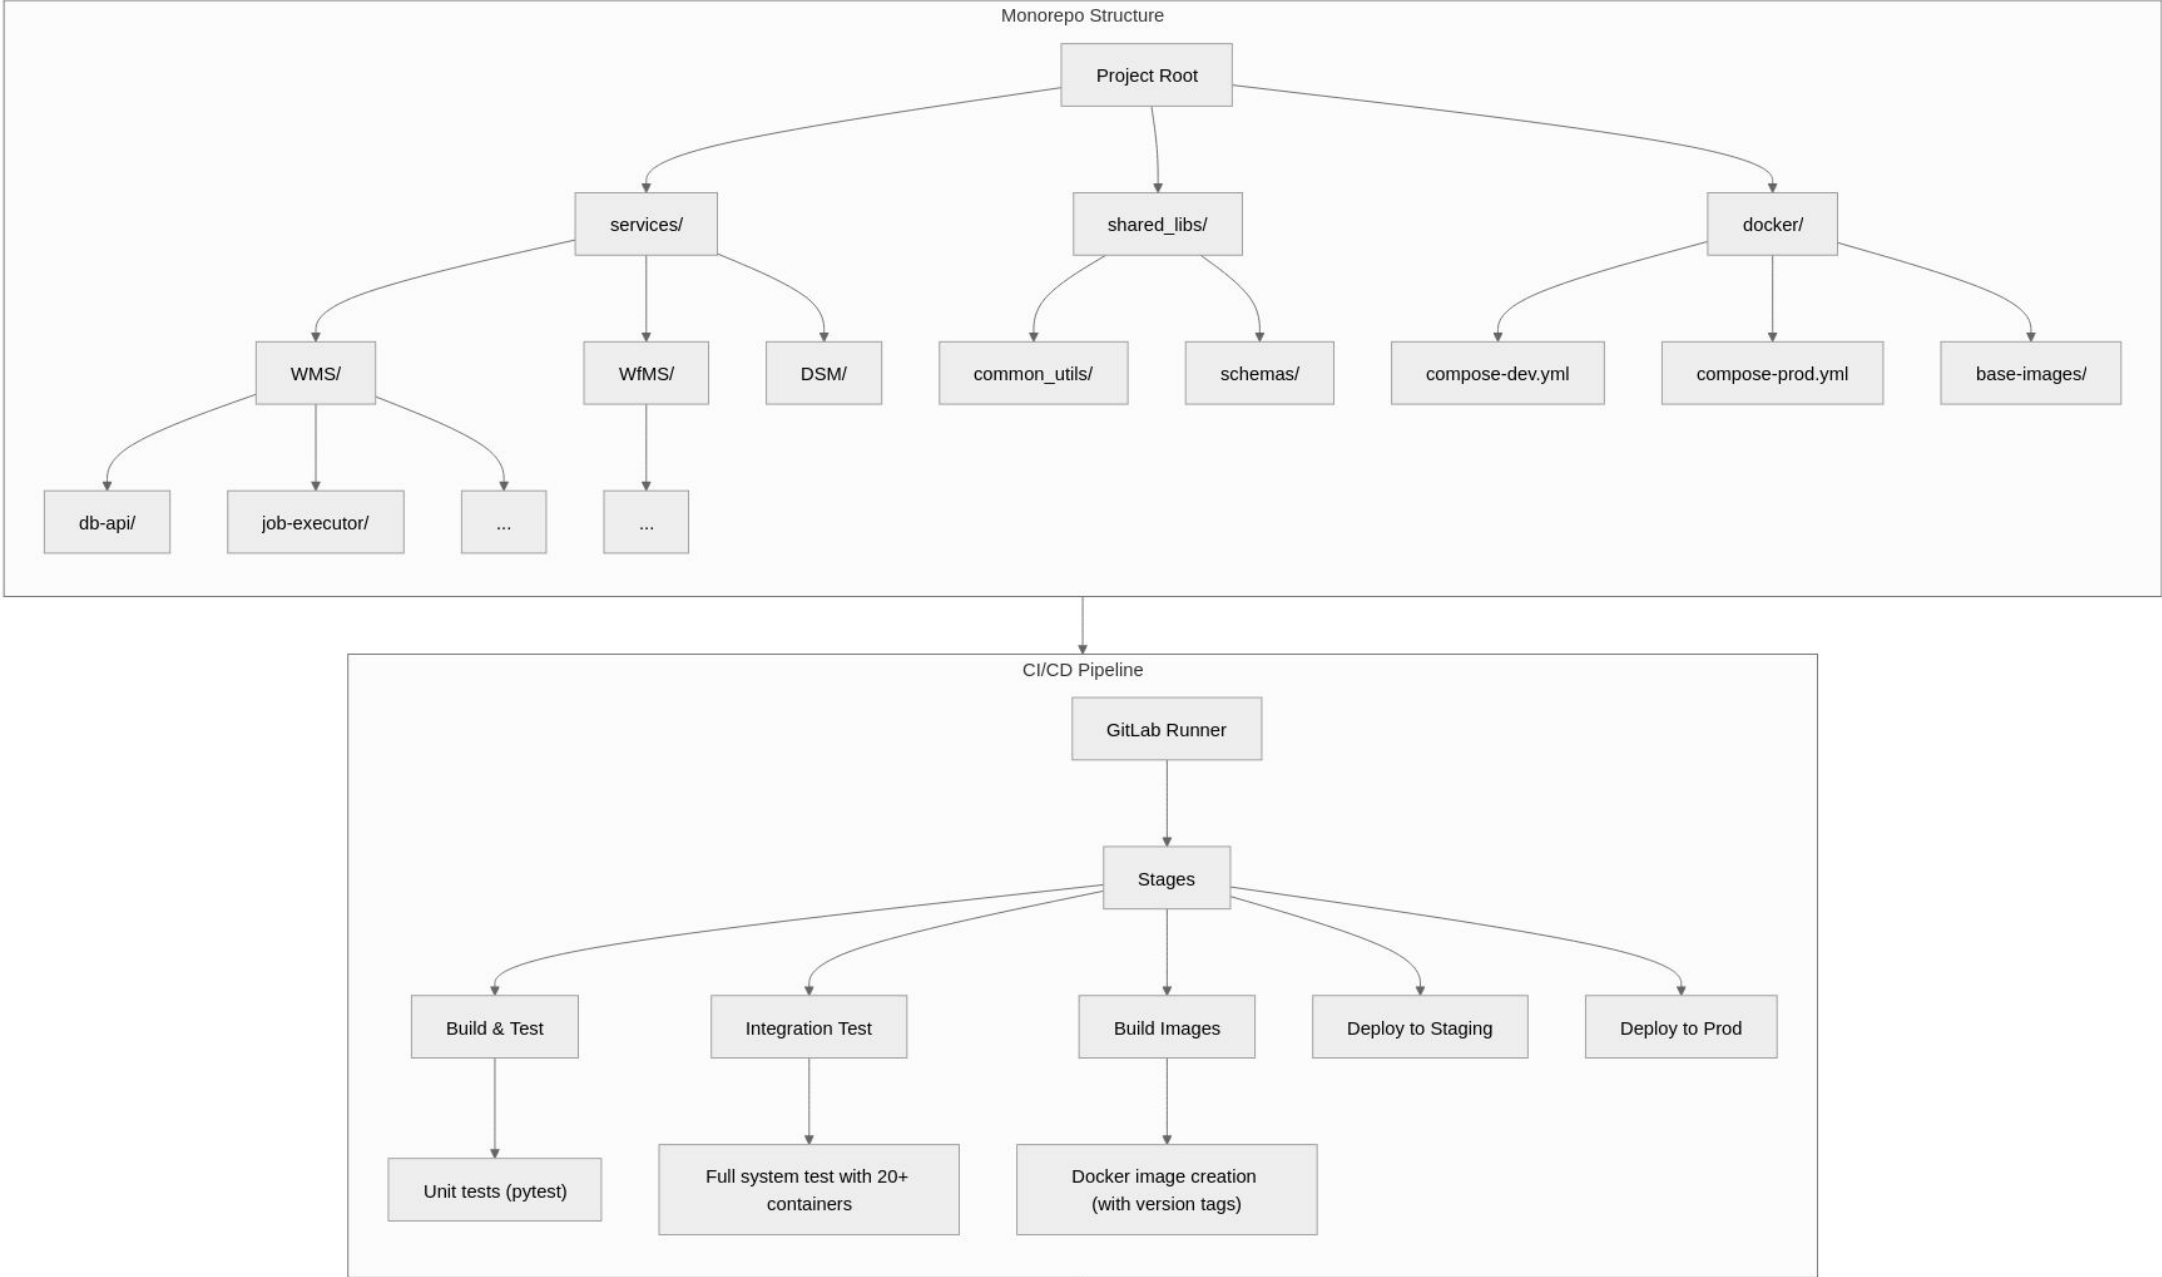 Monorepo Structure
Project Root
services/
shared_libs/
docker/
WMS/
WfMS/
DSM/
common_utils/
schemas/
compose-dev.yml
compose-prod.yml
base-images/
db-api/
job-executor/
...
...
CI/CD Pipeline
GitLab Runner
Stages
Build & Test
Integration Test
Build Images
Deploy to Staging
Deploy to Prod
Unit tests (pytest)
Full system test with 20+
containers
Docker image creation
(with version tags)